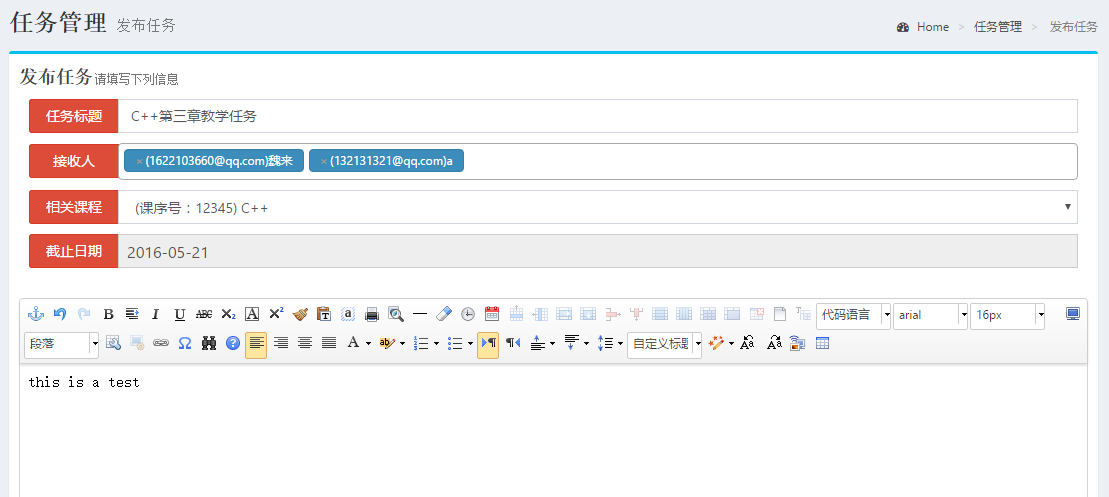 任务管理 发布任务 Home > 任务管理 > 发布任务
发布任务请填写下列信息
任务标题 C++第三章教学任务
接收人 ×(1622103660@qq.com)魏来 ×(132131321@qq.com)a
相关课程 (课序号：12345) C++
截止日期 2016-05-21
B I U ABC X₂ A X² a 代码语言 arial 16px
段落 Ω ? A ab 自定义标题
this is a test